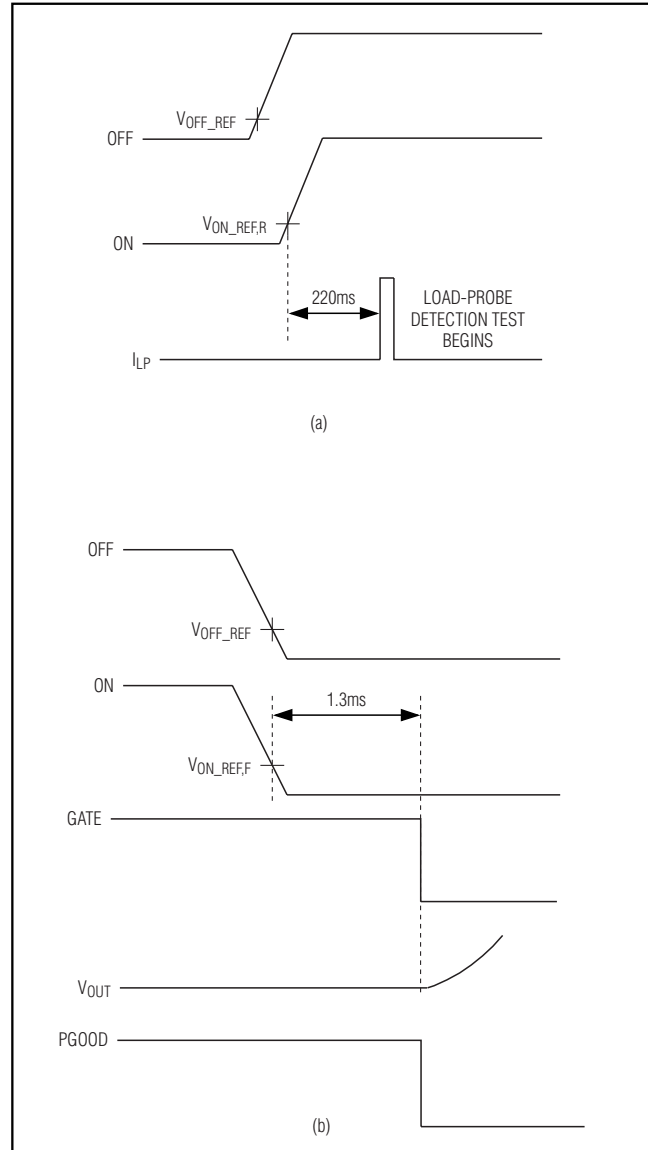 VOFF_REF
OFF
VON_REF,R
ON
220ms
LOAD-PROBE
DETECTION TEST
BEGINS
ILP
(a)
OFF
VOFF_REF
ON
1.3ms
VON_REF,F
GATE
VOUT
PGOOD
(b)